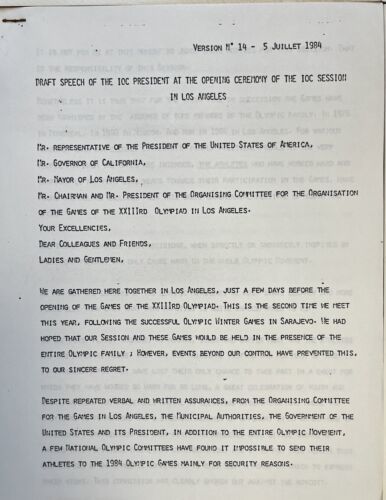 VERSION N° 14 - 5 JUILLET 1984
DRAFT SPEECH OF THE IOC PRESIDENT AT THE OPENING CEREMONY OF THE IOC SESSION
IN LOS ANGELES
MR. REPRESENTATIVE OF THE PRESIDENT OF THE UNITED STATES OF AMERICA,
MR. GOVERNOR OF CALIFORNIA,
MR. MAYOR OF LOS ANGELES,
MR. CHAIRMAN AND MR. PRESIDENT OF THE ORGANISING COMMITTEE FOR THE ORGANISATION
OF THE GAMES OF THE XXIIIRD OLYMPIAD IN LOS ANGELES.
YOUR EXCELLENCIES,
DEAR COLLEAGUES AND FRIENDS,
LADIES AND GENTLEMEN,
WE ARE GATHERED HERE TOGETHER IN LOS ANGELES, JUST A FEW DAYS BEFORE THE
OPENING OF THE GAMES OF THE XXIIIRD OLYMPIAD. THIS IS THE SECOND TIME WE MEET
THIS YEAR, FOLLOWING THE SUCCESSFUL OLYMPIC WINTER GAMES IN SARAJEVO. WE HAD
HOPED THAT OUR SESSION AND THESE GAMES WOULD BE HELD IN THE PRESENCE OF THE
ENTIRE OLYMPIC FAMILY ; HOWEVER, EVENTS BEYOND OUR CONTROL HAVE PREVENTED THIS,
TO OUR SINCERE REGRET.
DESPITE REPEATED VERBAL AND WRITTEN ASSURANCES, FROM THE ORGANISING COMMITTEE
FOR THE GAMES IN LOS ANGELES, THE MUNICIPAL AUTHORITIES, THE GOVERNMENT OF THE
UNITED STATES AND ITS PRESIDENT, IN ADDITION TO THE ENTIRE OLYMPIC MOVEMENT,
A FEW NATIONAL OLYMPIC COMMITTEES HAVE FOUND IT IMPOSSIBLE TO SEND THEIR
ATHLETES TO THE 1984 OLYMPIC GAMES MAINLY FOR SECURITY REASONS.